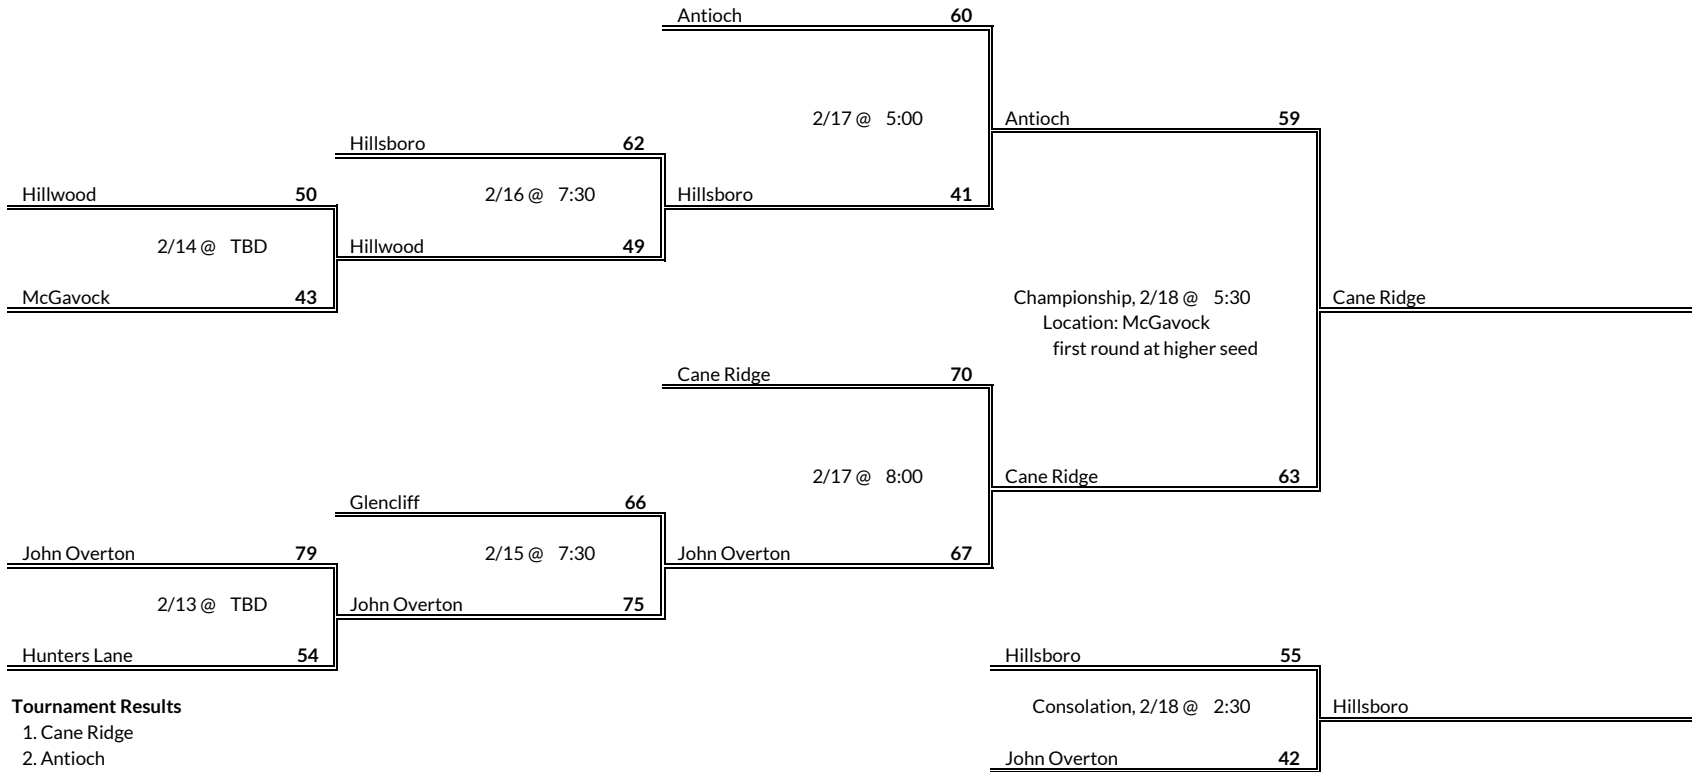 Antioch 60
2/17 @ 5:00
Antioch 59
Hillsboro 62
Hillwood 50
2/16 @ 7:30
Hillsboro 41
2/14 @ TBD
Hillwood 49
McGavock 43
Championship, 2/18 @ 5:30
Cane Ridge
Location: McGavock
first round at higher seed
Cane Ridge 70
2/17 @ 8:00
Cane Ridge 63
Glencliff 66
John Overton 79
2/15 @ 7:30
John Overton 67
2/13 @ TBD
John Overton 75
Hunters Lane 54
Hillsboro 55
Tournament Results
Consolation, 2/18 @ 2:30
Hillsboro
1. Cane Ridge
2. Antioch
John Overton 42